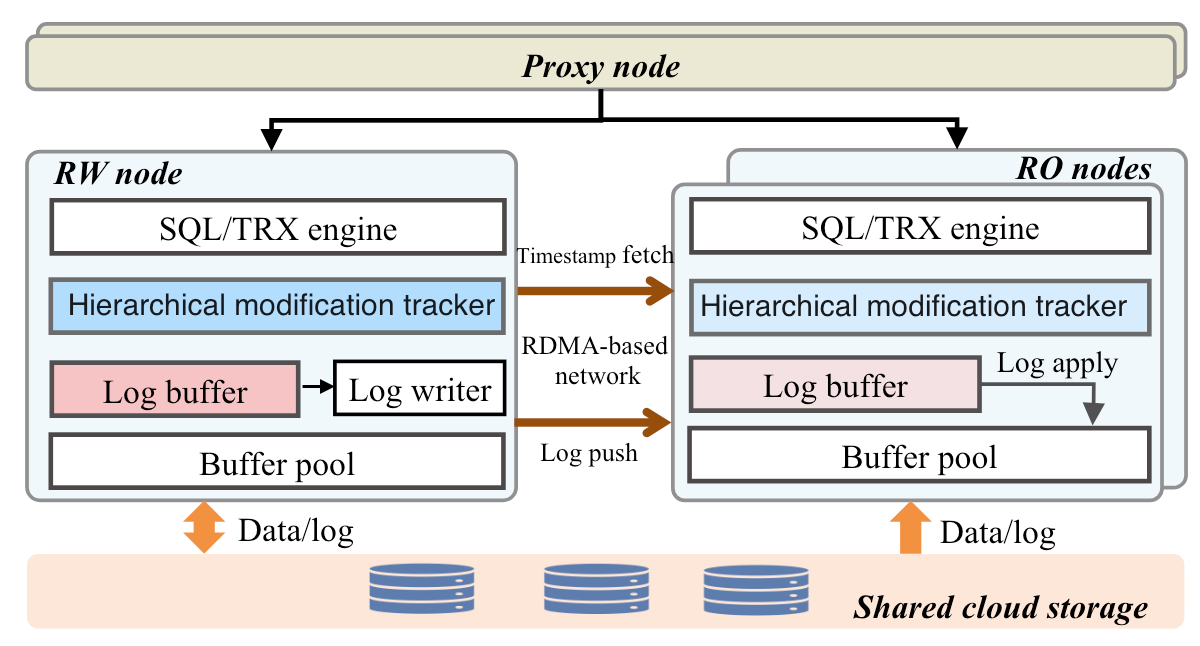 Proxy node
RW node
SQL/TRX engine
Hierarchical modification tracker
Log buffer
Log writer
Buffer pool
Timestamp fetch
RDMA-based
network
Log push
RO nodes
SQL/TRX engine
Hierarchical modification tracker
Log buffer
Log apply
Buffer pool
Data/log
Data/log
Shared cloud storage